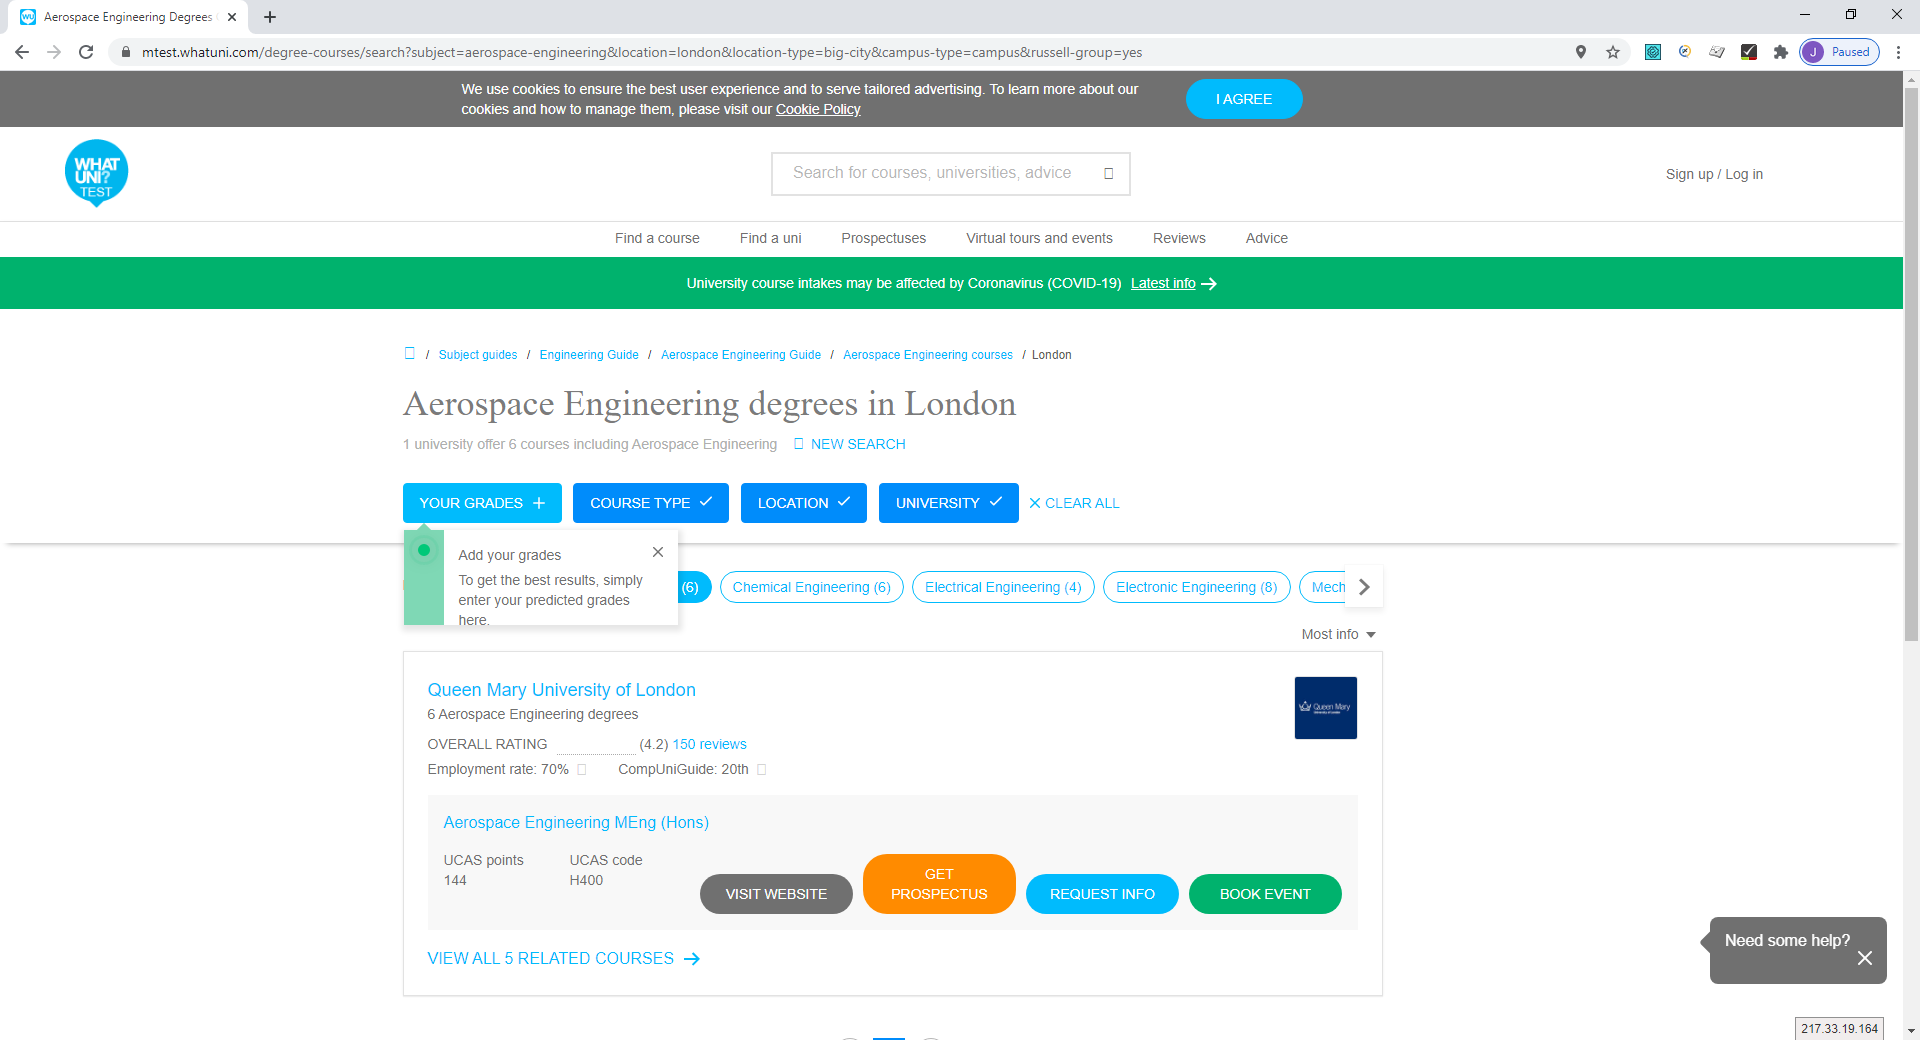 Aerospace Engineering Degrees
mtest.whatuni.com/degree-courses/search?subject=aerospace-engineering&location=london&location-type=big-city&campus-type=campus&russell-group=yes
J Paused
We use cookies to ensure the best user experience and to serve tailored advertising. To learn more about our
cookies and how to manage them, please visit our Cookie Policy
I AGREE
WHAT
UNI?
TEST
Search for courses, universities, advice
Sign up / Log in
Find a course Find a uni Prospectuses Virtual tours and events Reviews Advice
University course intakes may be affected by Coronavirus (COVID-19) Latest info
/ Subject guides / Engineering Guide / Aerospace Engineering Guide / Aerospace Engineering courses / London
Aerospace Engineering degrees in London
1 university offer 6 courses including Aerospace Engineering NEW SEARCH
YOUR GRADES COURSE TYPE LOCATION UNIVERSITY CLEAR ALL
Add your grades
To get the best results, simply
enter your predicted grades
here.
(6) Chemical Engineering (6) Electrical Engineering (4) Electronic Engineering (8) Mech
Most info
Queen Mary University of London
6 Aerospace Engineering degrees
Queen Mary
OVERALL RATING (4.2) 150 reviews
Employment rate: 70% CompUniGuide: 20th
Aerospace Engineering MEng (Hons)
UCAS points UCAS code
144 H400
VISIT WEBSITE
GET
PROSPECTUS
REQUEST INFO
BOOK EVENT
VIEW ALL 5 RELATED COURSES
Need some help?
217.33.19.164